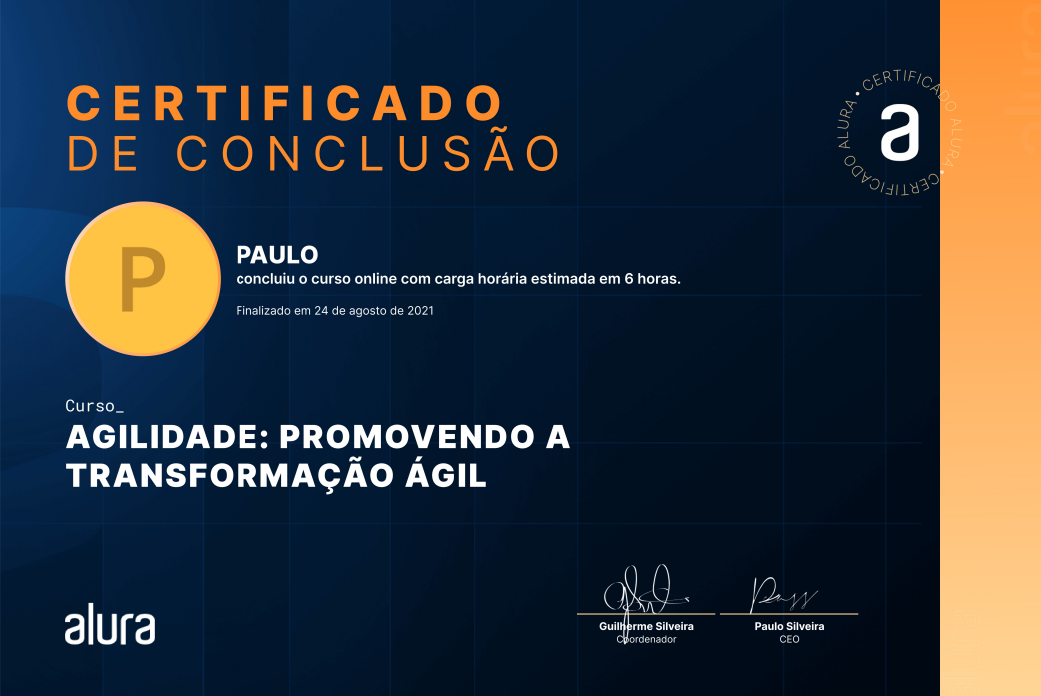 CERTIFICADO
DE CONCLUSÃO
• CERTIFICADO ALURA • CERTIFICADO ALURA
a
P
PAULO
concluiu o curso online com carga horária estimada em 6 horas.
Finalizado em 24 de agosto de 2021
Curso_
AGILIDADE: PROMOVENDO A
TRANSFORMAÇÃO ÁGIL
alura
Guilherme Silveira
Coordenador
Paulo Silveira
CEO